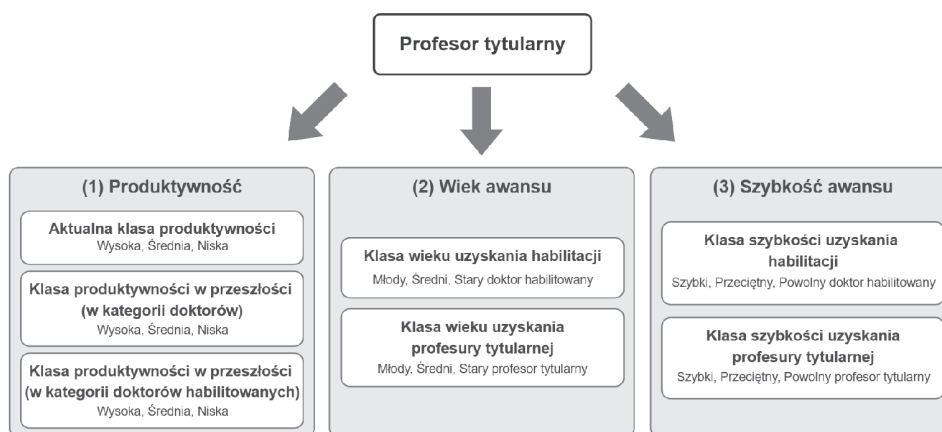 Profesor tytularny
(1) Produktywność
Aktualna klasa produktywności
Wysoka, Średnia, Niska
Klasa produktywności w przeszłości
(w kategorii doktorów)
Wysoka, Średnia, Niska
Klasa produktywności w przeszłości
(w kategorii doktorów habilitowanych)
Wysoka, Średnia, Niska
(2) Wiek awansu
Klasa wieku uzyskania habilitacji
Młody, Średni, Stary doktor habilitowany
Klasa wieku uzyskania
profesury tytularnej
Młody, Średni, Stary profesor tytularny
(3) Szybkość awansu
Klasa szybkości uzyskania
habilitacji
Szybki, Przeciętny, Powolny doktor habilitowany
Klasa szybkości uzyskania
profesury tytularnej
Szybki, Przeciętny, Powolny profesor tytularny